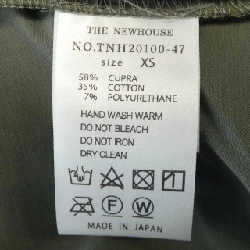 THE NEWHOUSE
NO.TNH20100-47
size XS
58% CUPRA
35% COTTON
7% POLYURETHANE
HAND WASH WARM
DO NOT BLEACH
DO NOT IRON
DRY CLEAN
F W
MADE IN JAPAN